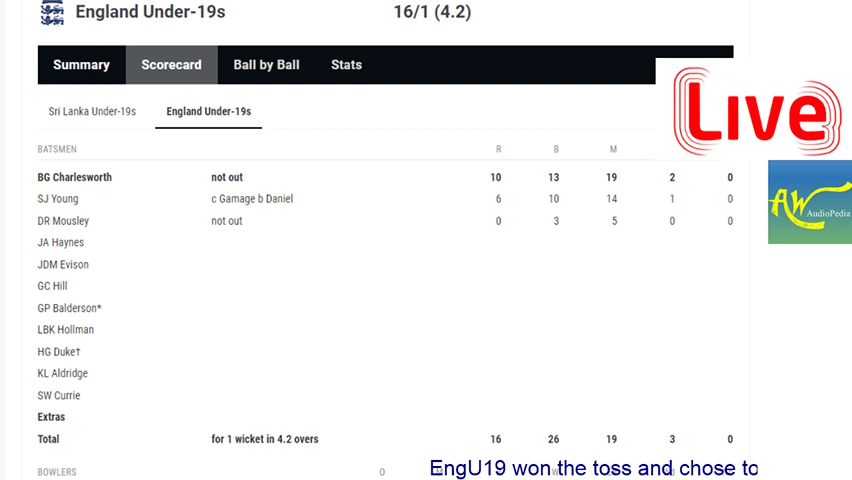 England Under-19s 16/1 (4.2)
Summary Scorecard Ball by Ball Stats
LIVE
Sri Lanka Under-19s England Under-19s
BATSMEN R B M
BG Charlesworth not out 10 13 19 2 0
SJ Young c Gamage b Daniel 6 10 14 1 0
AW AudioPedia
DR Mousley not out 0 3 5 0 0
JA Haynes
JDM Evison
GC Hill
GP Balderson*
LBK Hollman
HG Duke†
KL Aldridge
SW Currie
Extras
Total for 1 wicket in 4.2 overs 16 26 19 3 0
BOWLERS O
EngU19 won the toss and chose to